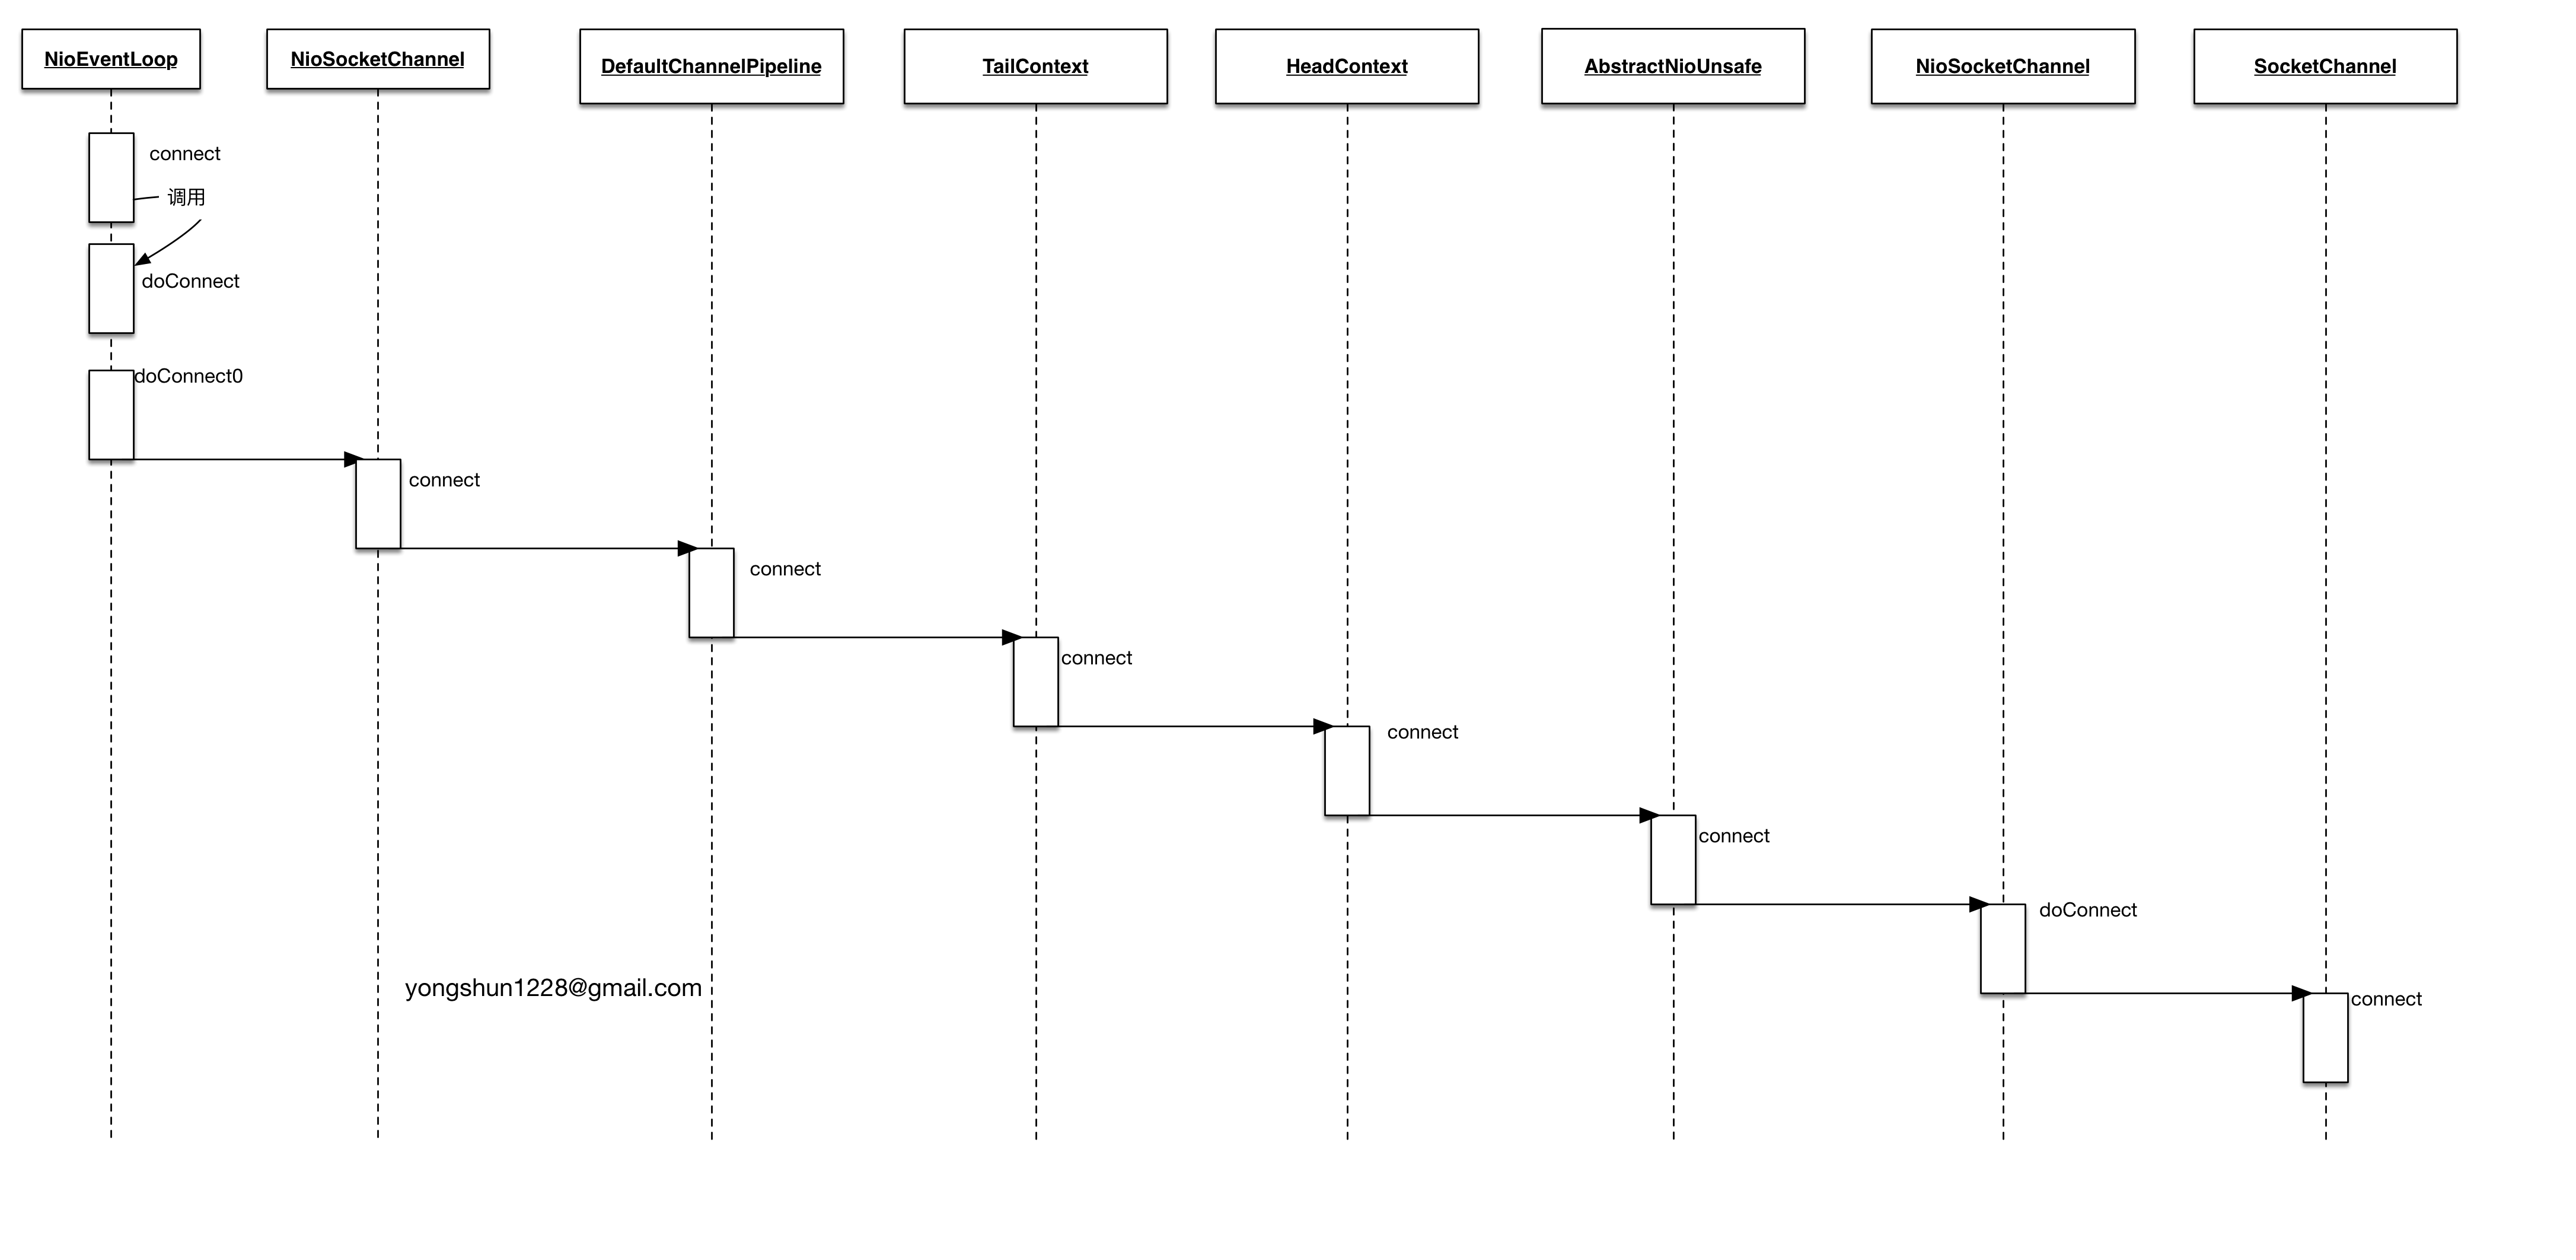 NioEventLoop
NioSocketChannel
DefaultChannelPipeline
TailContext
HeadContext
AbstractNioUnsafe
NioSocketChannel
SocketChannel
connect
调用
doConnect
doConnect0
connect
connect
connect
connect
connect
doConnect
yongshun1228@gmail.com
connect